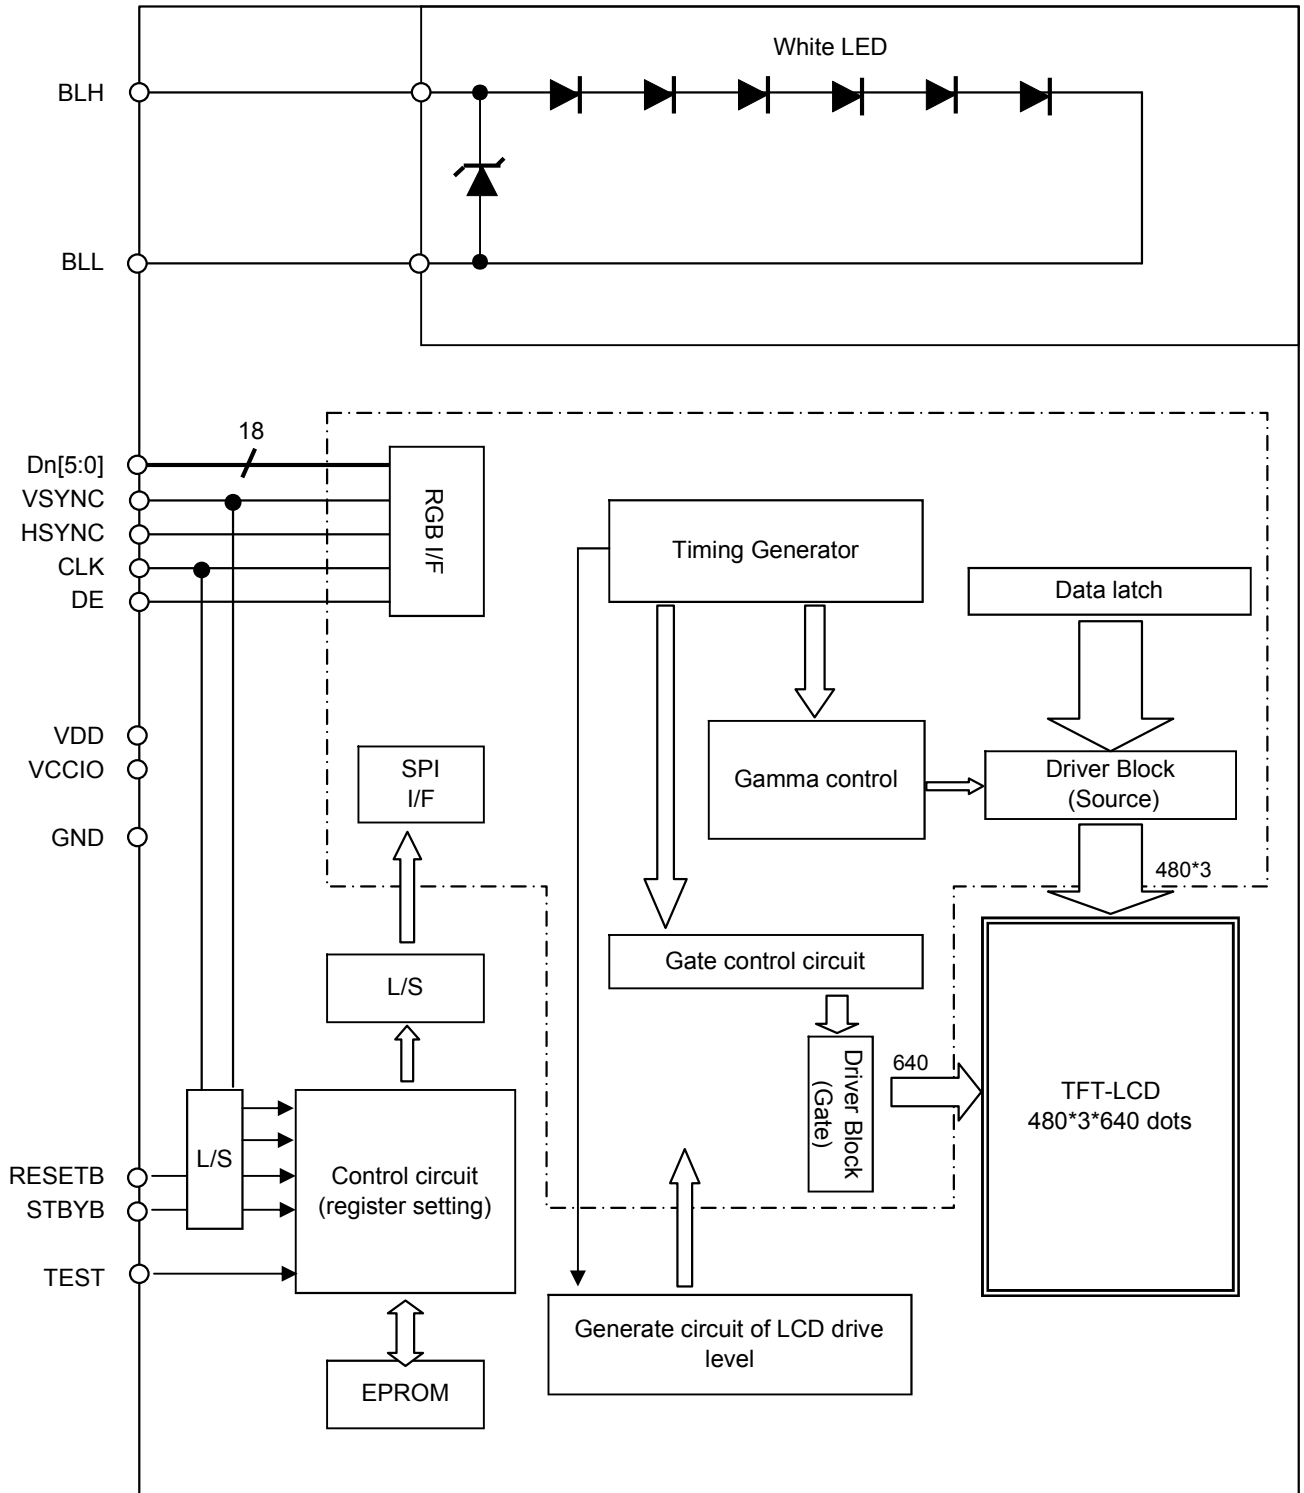 White LED
BLH
BLL
18
Dn[5:0]
VSYNC
HSYNC
CLK
DE
RGB I/F
Timing Generator
Data latch
VDD
VCCIO
GND
SPI
I/F
Gamma control
Driver Block
(Source)
480*3
Gate control circuit
L/S
Driver Block
(Gate)
640
TFT-LCD
480*3*640 dots
L/S
RESETB
STBYB
TEST
Control circuit
(register setting)
Generate circuit of LCD drive
level
EPROM